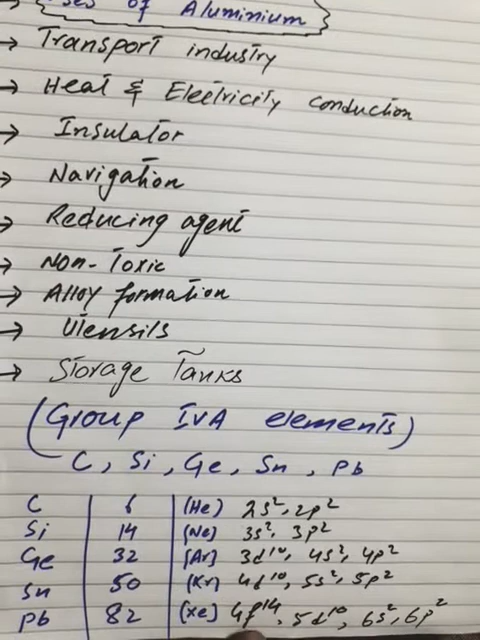 Uses of Aluminium
→ Transport industry
→ Heat & Electricity conduction
→ Insulator
→ Navigation
→ Reducing agent
→ Non-Toxic
→ Alloy formation
→ Utensils
→ Storage Tanks
(Group IVA elements)
C, Si, Ge, Sn, Pb
C 6 (He) 2s², 2p²
Si 14 (Ne) 3s², 3p²
Ge 32 (Ar) 3d¹⁰, 4s², 4p²
Sn 50 (Kr) 4d¹⁰, 5s², 5p²
Pb 82 (Xe) 4f¹⁴, 5d¹⁰, 6s², 6p²